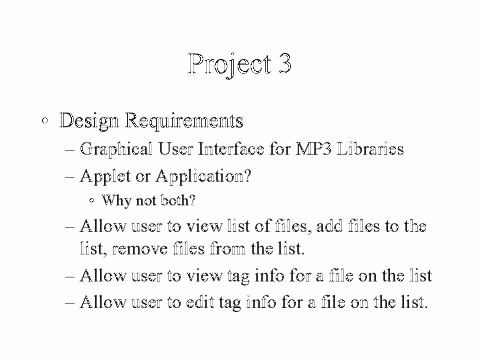 Project 3
◦ Design Requirements
– Graphical User Interface for MP3 Libraries
– Applet or Application?
◦ Why not both?
– Allow user to view list of files, add files to the
list, remove files from the list.
– Allow user to view tag info for a file on the list
– Allow user to edit tag info for a file on the list.